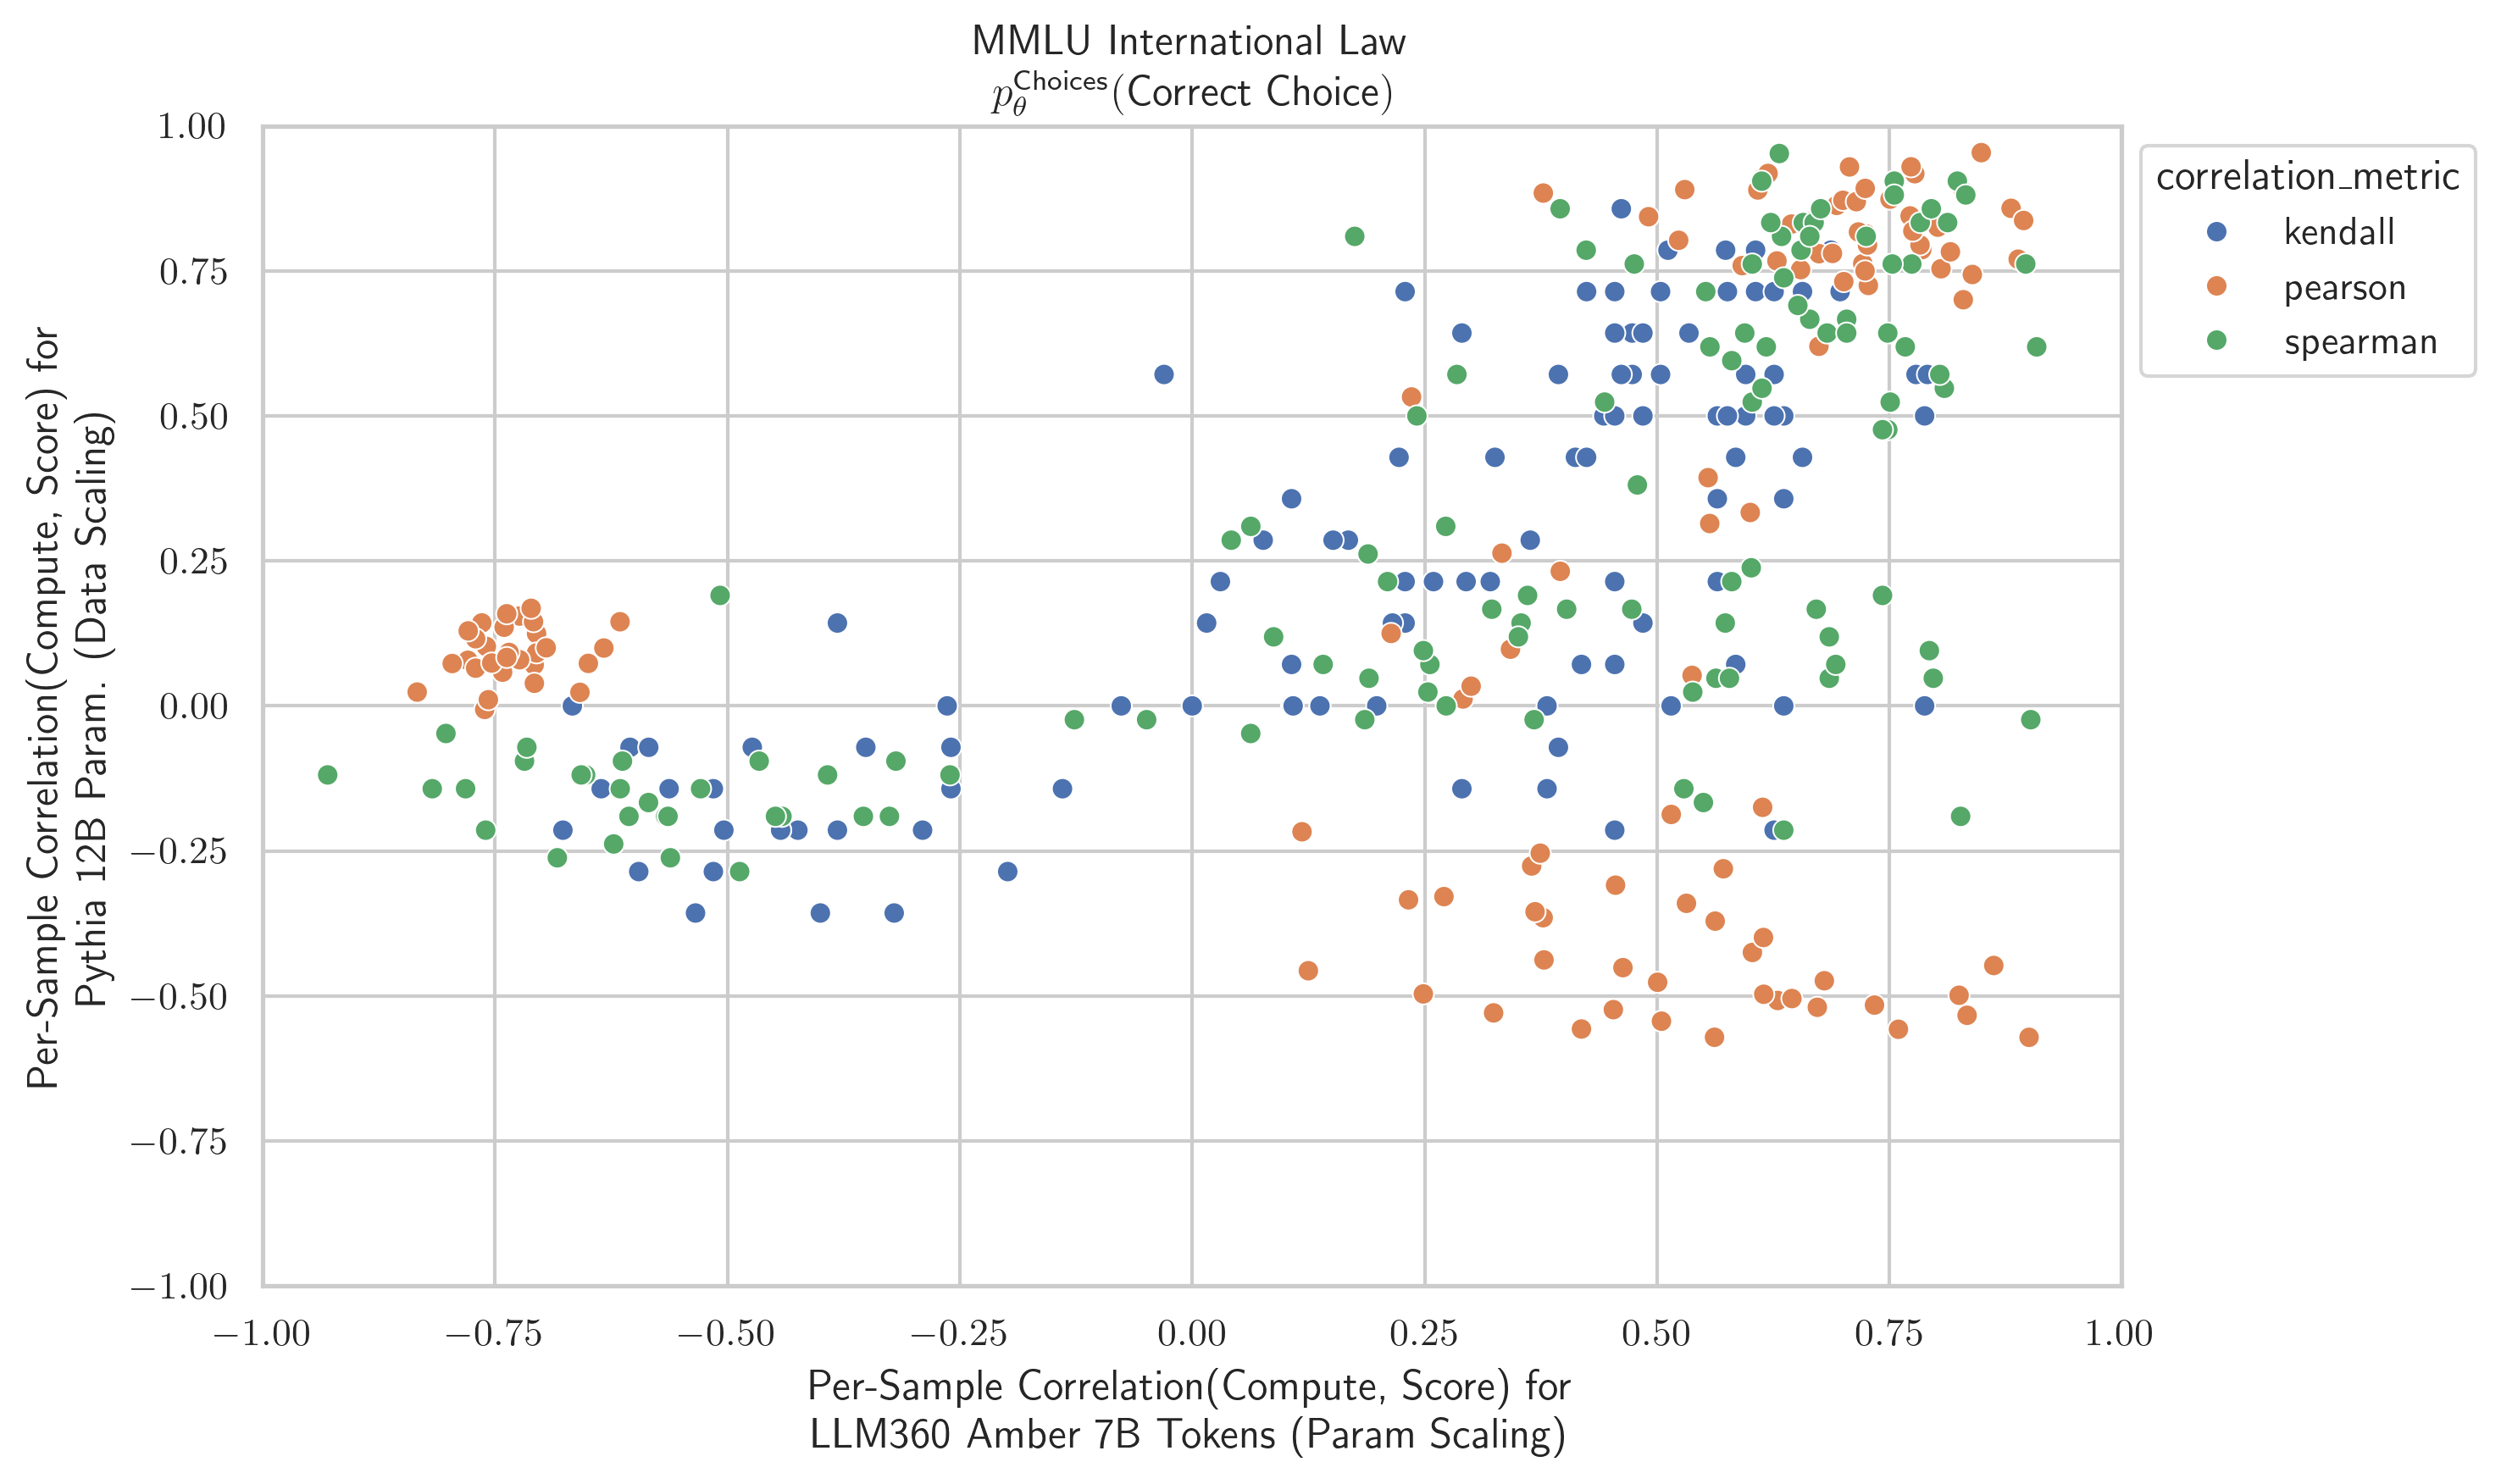 MMLU International Law
p_θ^Choices(Correct Choice)
1.00
0.75
0.50
0.25
0.00
−0.25
−0.50
−0.75
−1.00
Per-Sample Correlation(Compute, Score) for
Pythia 12B Param. (Data Scaling)
correlation_metric
kendall
pearson
spearman
−1.00 −0.75 −0.50 −0.25 0.00 0.25 0.50 0.75 1.00
Per-Sample Correlation(Compute, Score) for
LLM360 Amber 7B Tokens (Param Scaling)